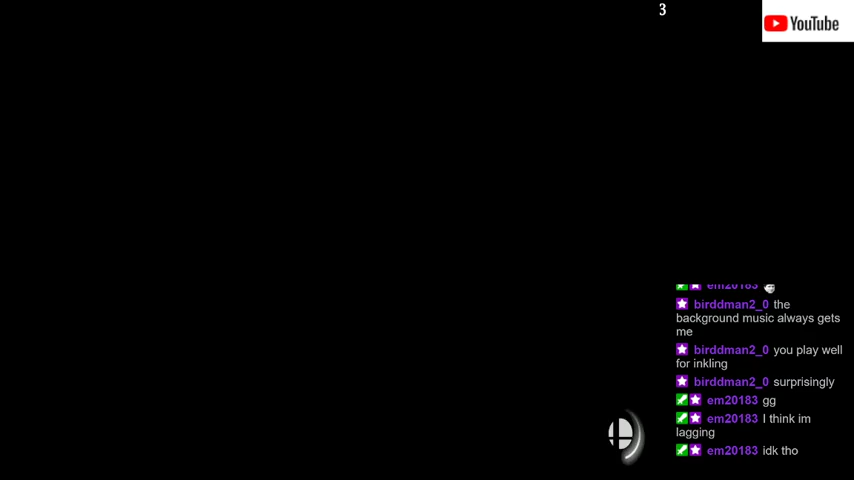 3
YouTube
em20183
birddman2_0 the
background music always gets
me
birddman2_0 you play well
for inkling
birddman2_0 surprisingly
em20183 gg
em20183 I think im
lagging
em20183 idk tho